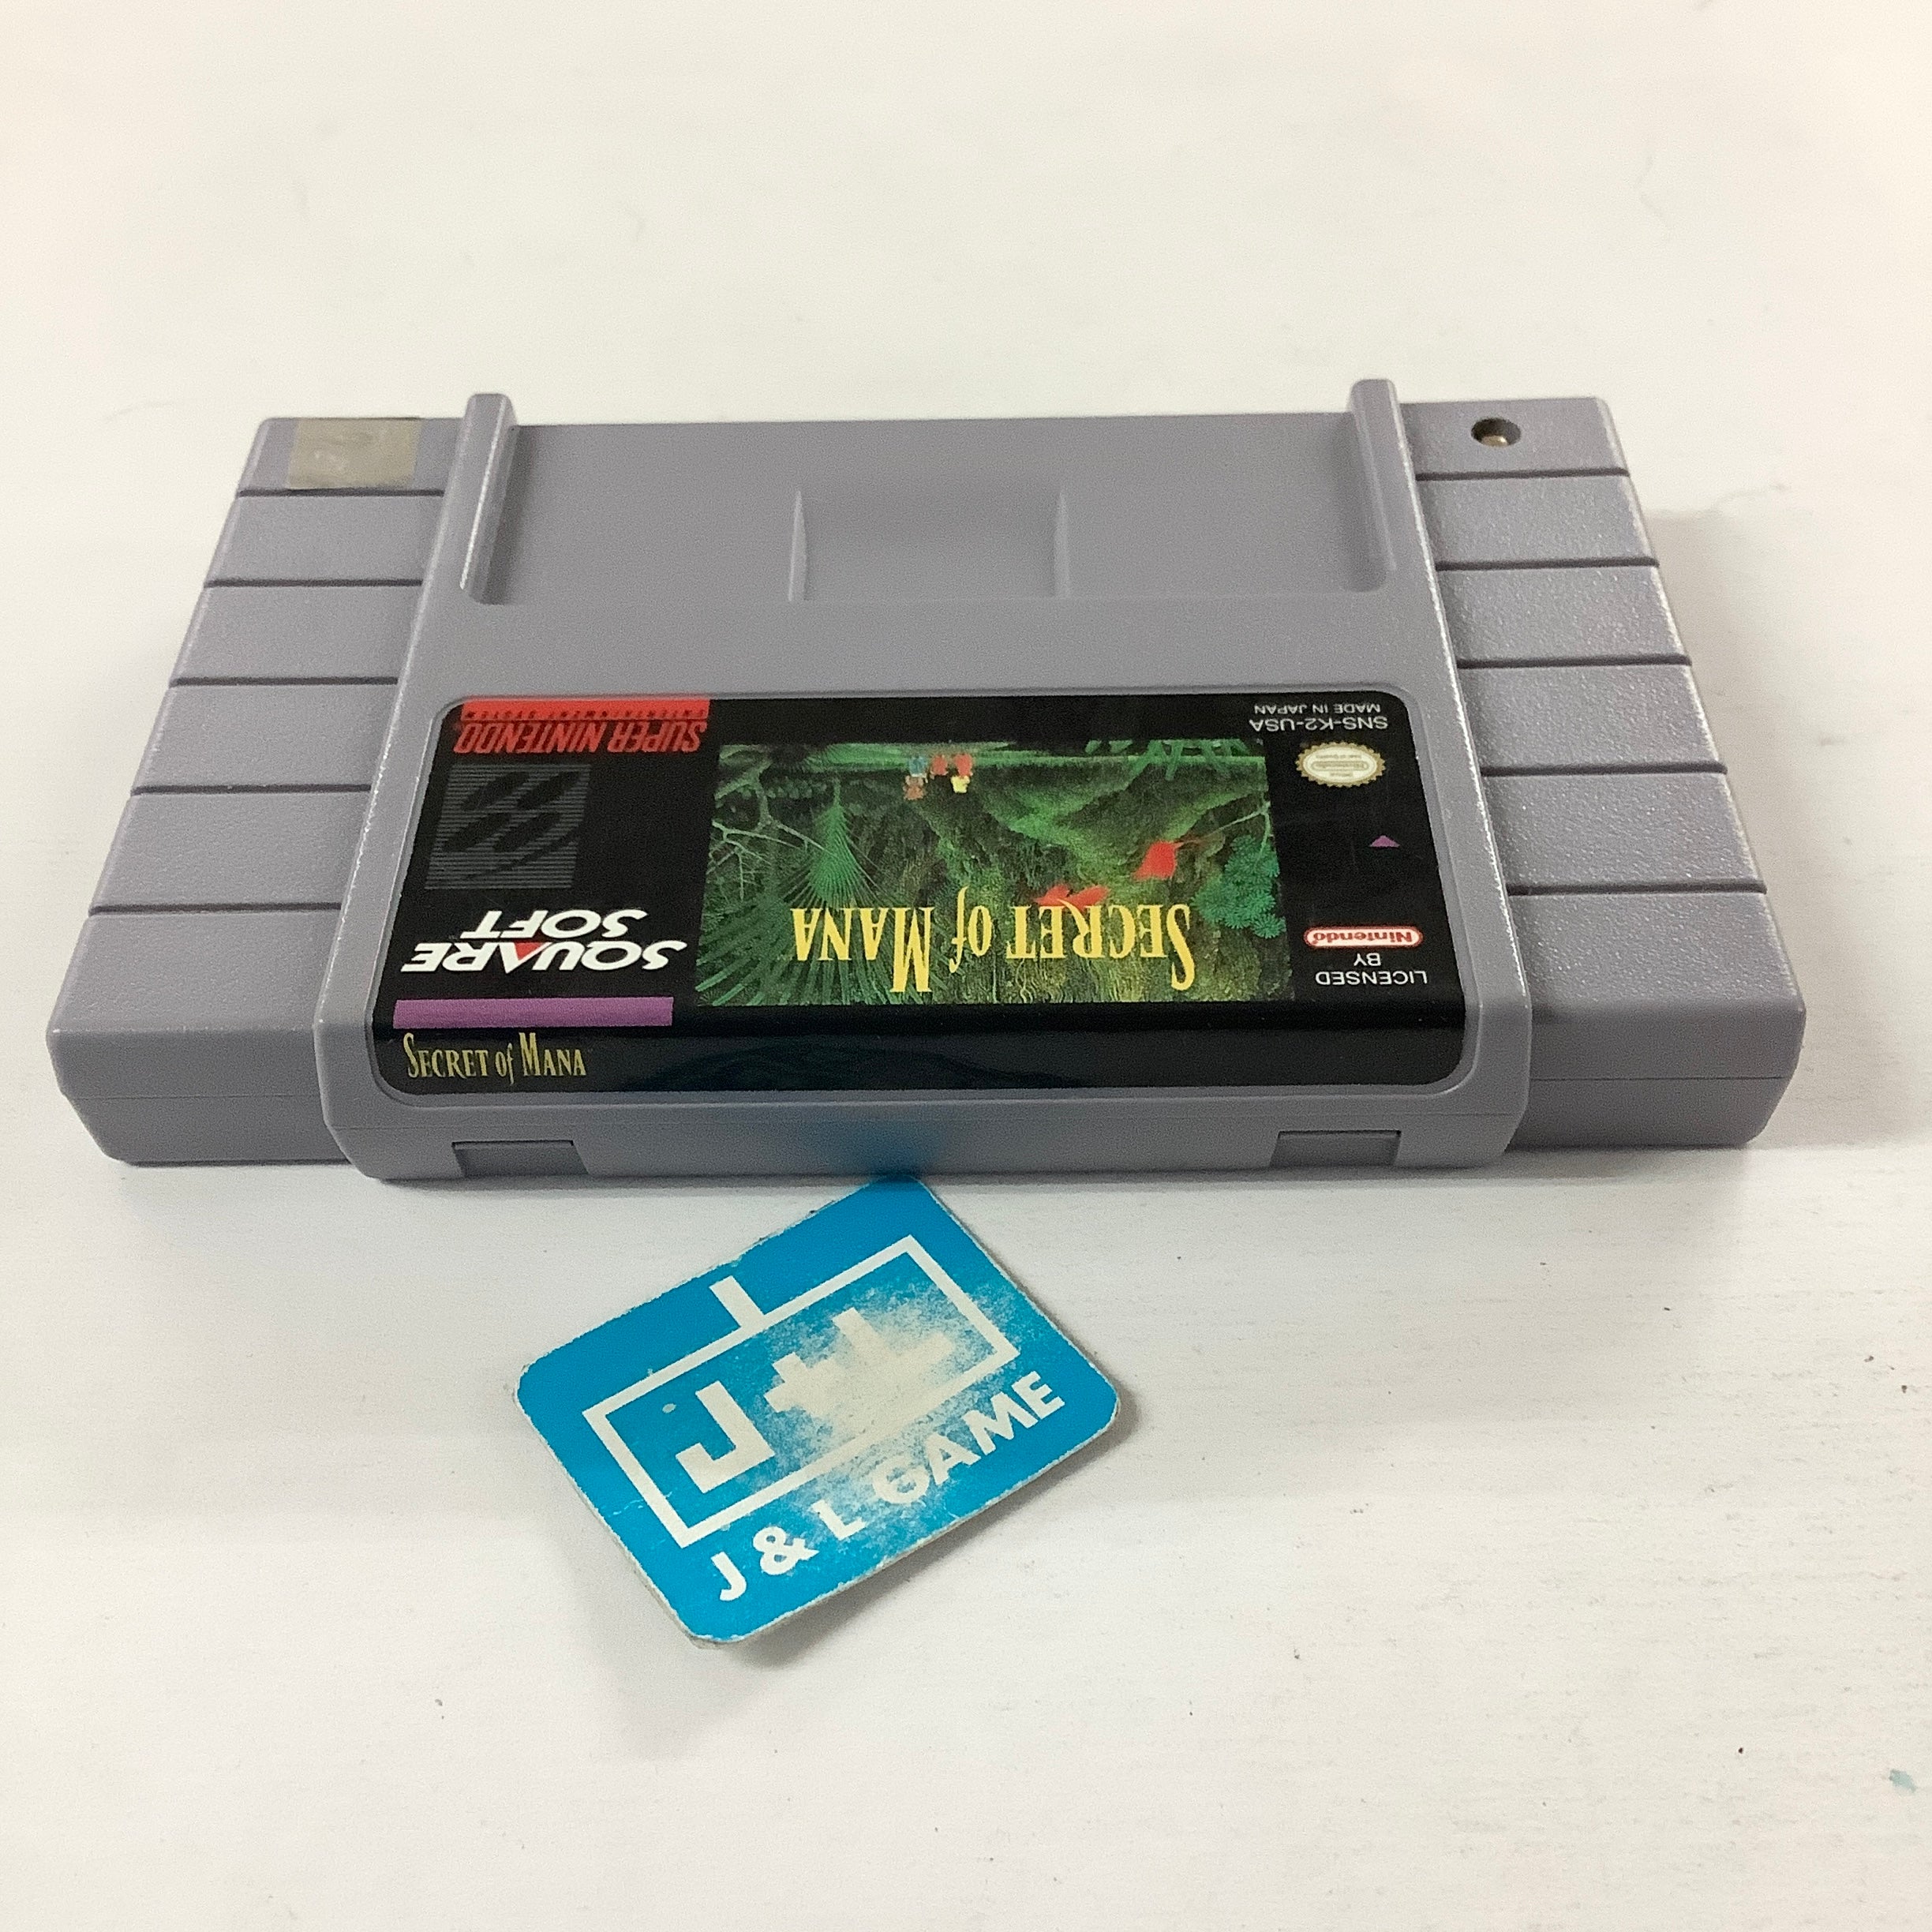 SUPER NINTENDO
ENTERTAINMENT SYSTEM
SQUARE
SOFT
SECRET of MANA
SNS-K2-USA
MADE IN JAPAN
LICENSED
BY
Nintendo
SECRET of MANA
J+L
J & L GAME